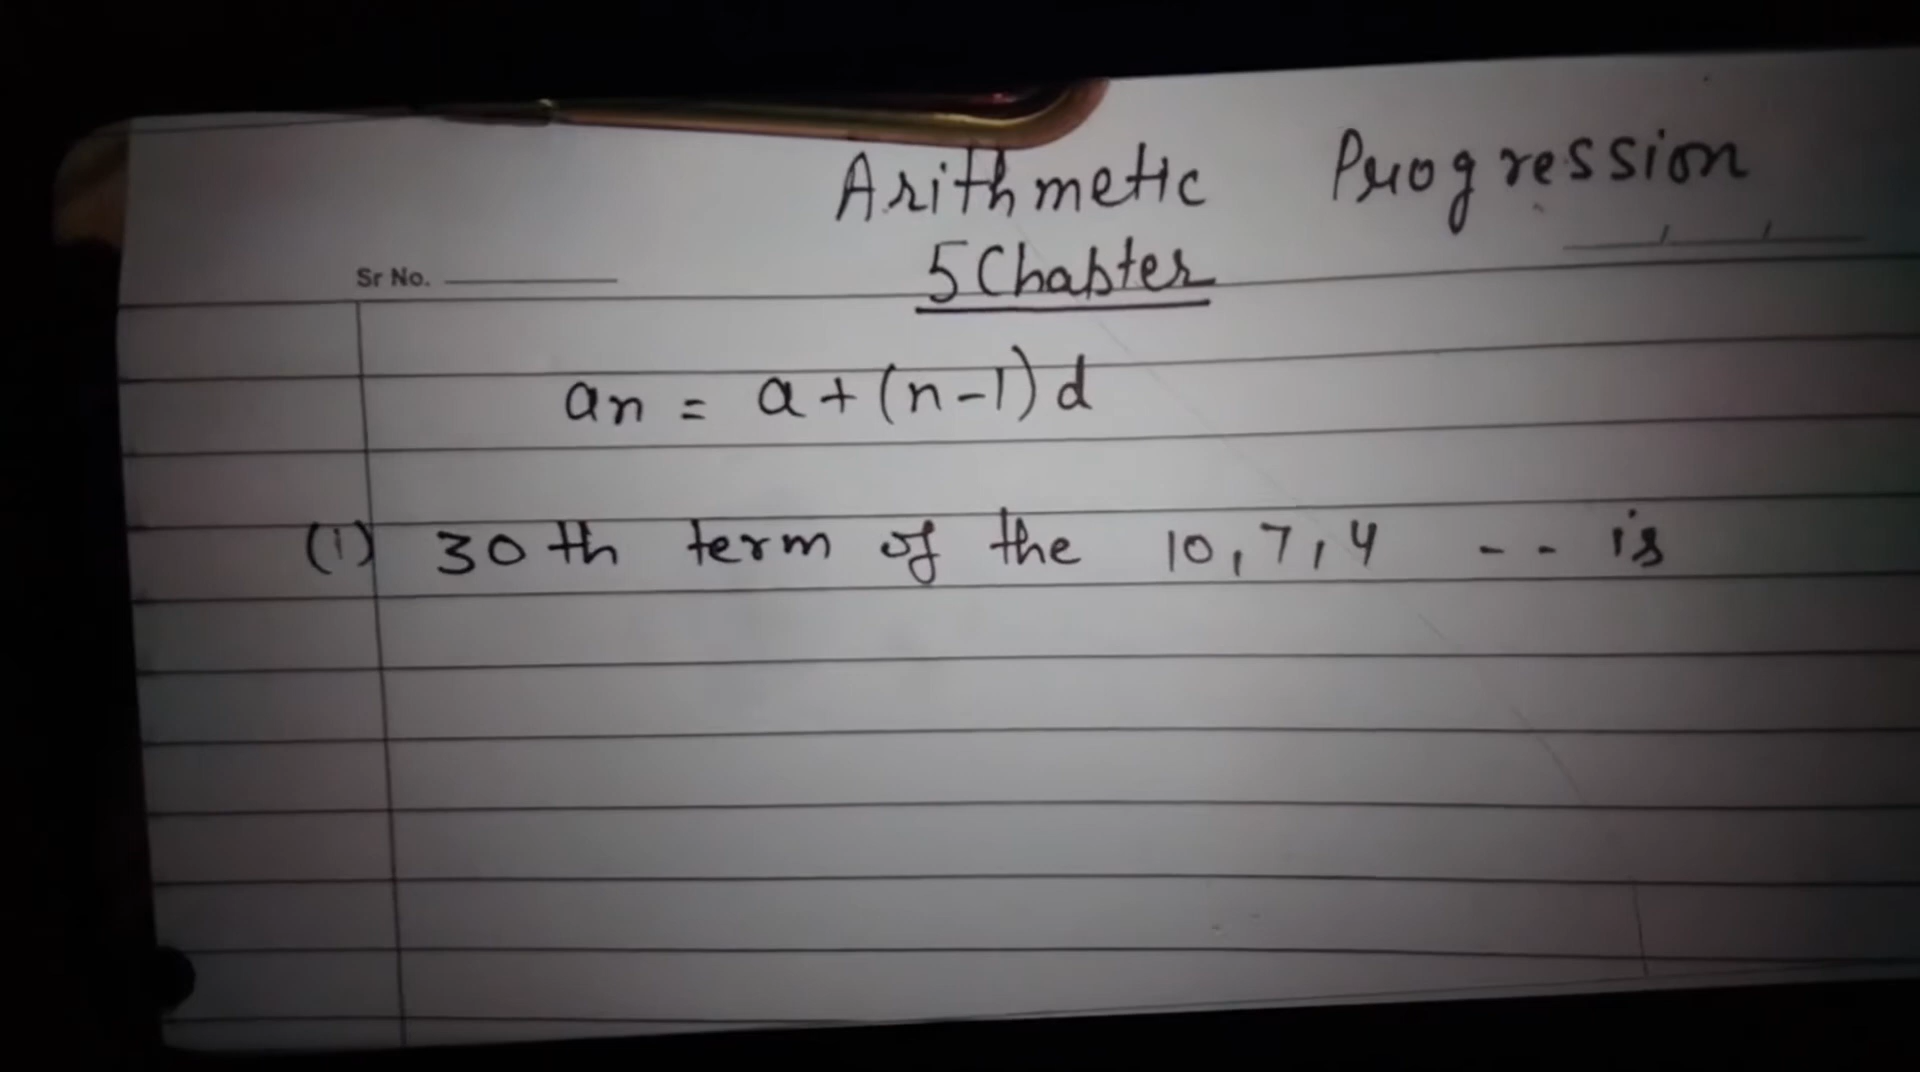 Arithmetic Progression
5 Chapter
Sr No.
an = a + (n-1) d
(1) 30th term of the 10, 7, 4 -- is